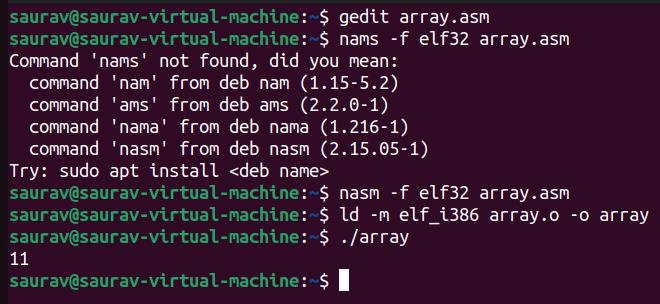 saurav@saurav-virtual-machine:~$ gedit array.asm
saurav@saurav-virtual-machine:~$ nams -f elf32 array.asm
Command 'nams' not found, did you mean:
  command 'nam' from deb nam (1.15-5.2)
  command 'ams' from deb ams (2.2.0-1)
  command 'nama' from deb nama (1.216-1)
  command 'nasm' from deb nasm (2.15.05-1)
Try: sudo apt install <deb name>
saurav@saurav-virtual-machine:~$ nasm -f elf32 array.asm
saurav@saurav-virtual-machine:~$ ld -m elf_i386 array.o -o array
saurav@saurav-virtual-machine:~$ ./array
11
saurav@saurav-virtual-machine:~$